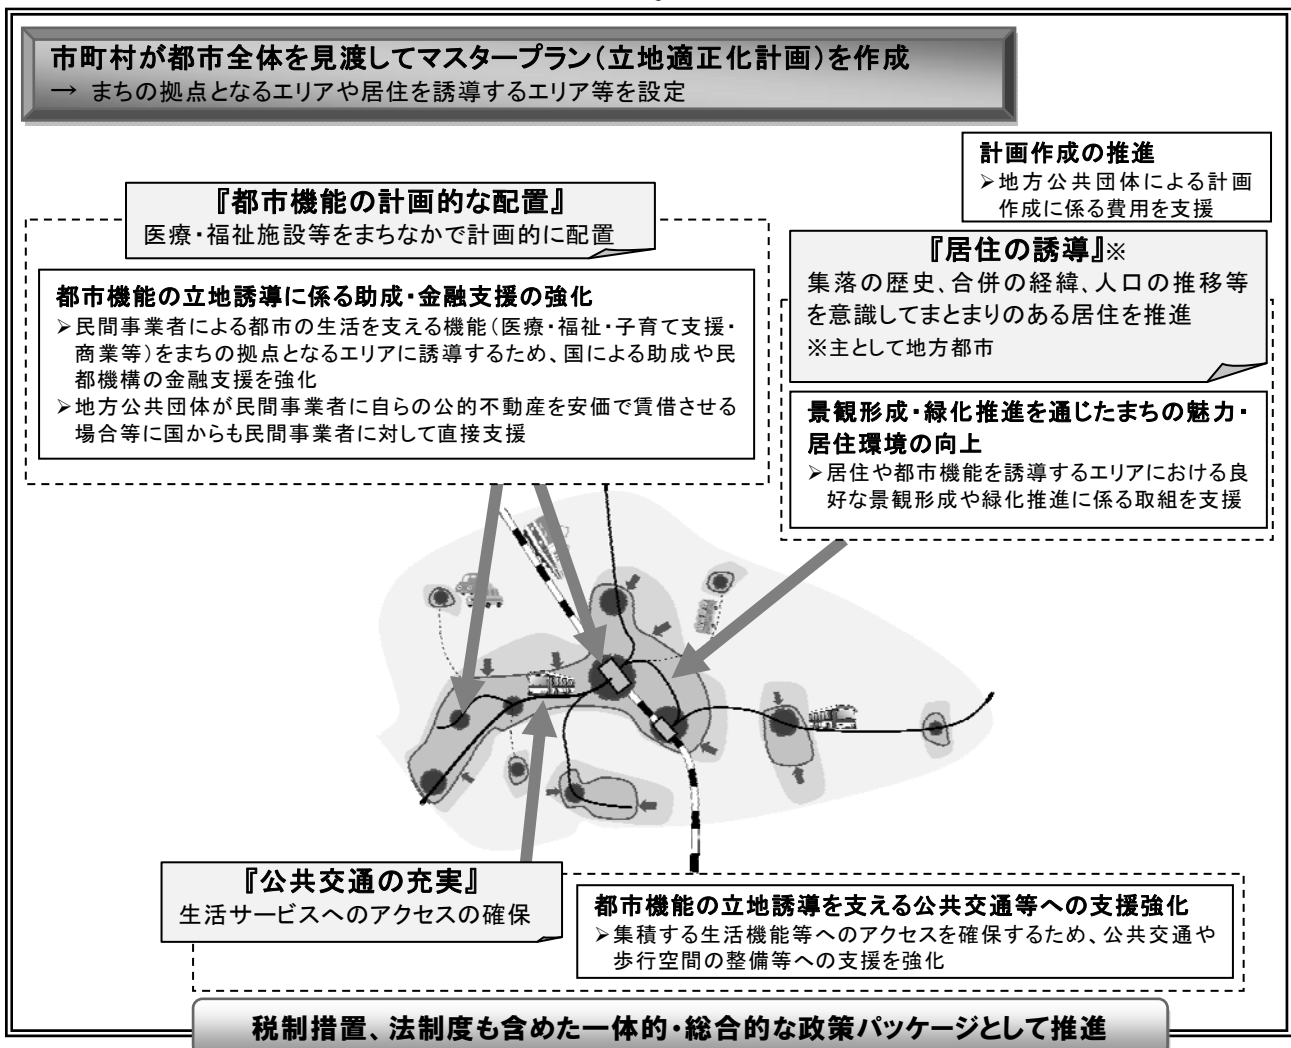 市町村が都市全体を見渡してマスタープラン（立地適正化計画）を作成
→ まちの拠点となるエリアや居住を誘導するエリア等を設定
計画作成の推進
➢地方公共団体による計画
作成に係る費用を支援
『都市機能の計画的な配置』
医療・福祉施設等をまちなかで計画的に配置
都市機能の立地誘導に係る助成・金融支援の強化
➢民間事業者による都市の生活を支える機能（医療・福祉・子育て支援・
商業等）をまちの拠点となるエリアに誘導するため、国による助成や民
都機構の金融支援を強化
➢地方公共団体が民間事業者に自らの公的不動産を安価で賃借させる
場合等に国からも民間事業者に対して直接支援
『居住の誘導』※
集落の歴史、合併の経緯、人口の推移等
を意識してまとまりのある居住を推進
※主として地方都市
景観形成・緑化推進を通じたまちの魅力・
居住環境の向上
➢居住や都市機能を誘導するエリアにおける良
好な景観形成や緑化推進に係る取組を支援
『公共交通の充実』
生活サービスへのアクセスの確保
都市機能の立地誘導を支える公共交通等への支援強化
➢集積する生活機能等へのアクセスを確保するため、公共交通や
歩行空間の整備等への支援を強化
税制措置、法制度も含めた一体的・総合的な政策パッケージとして推進